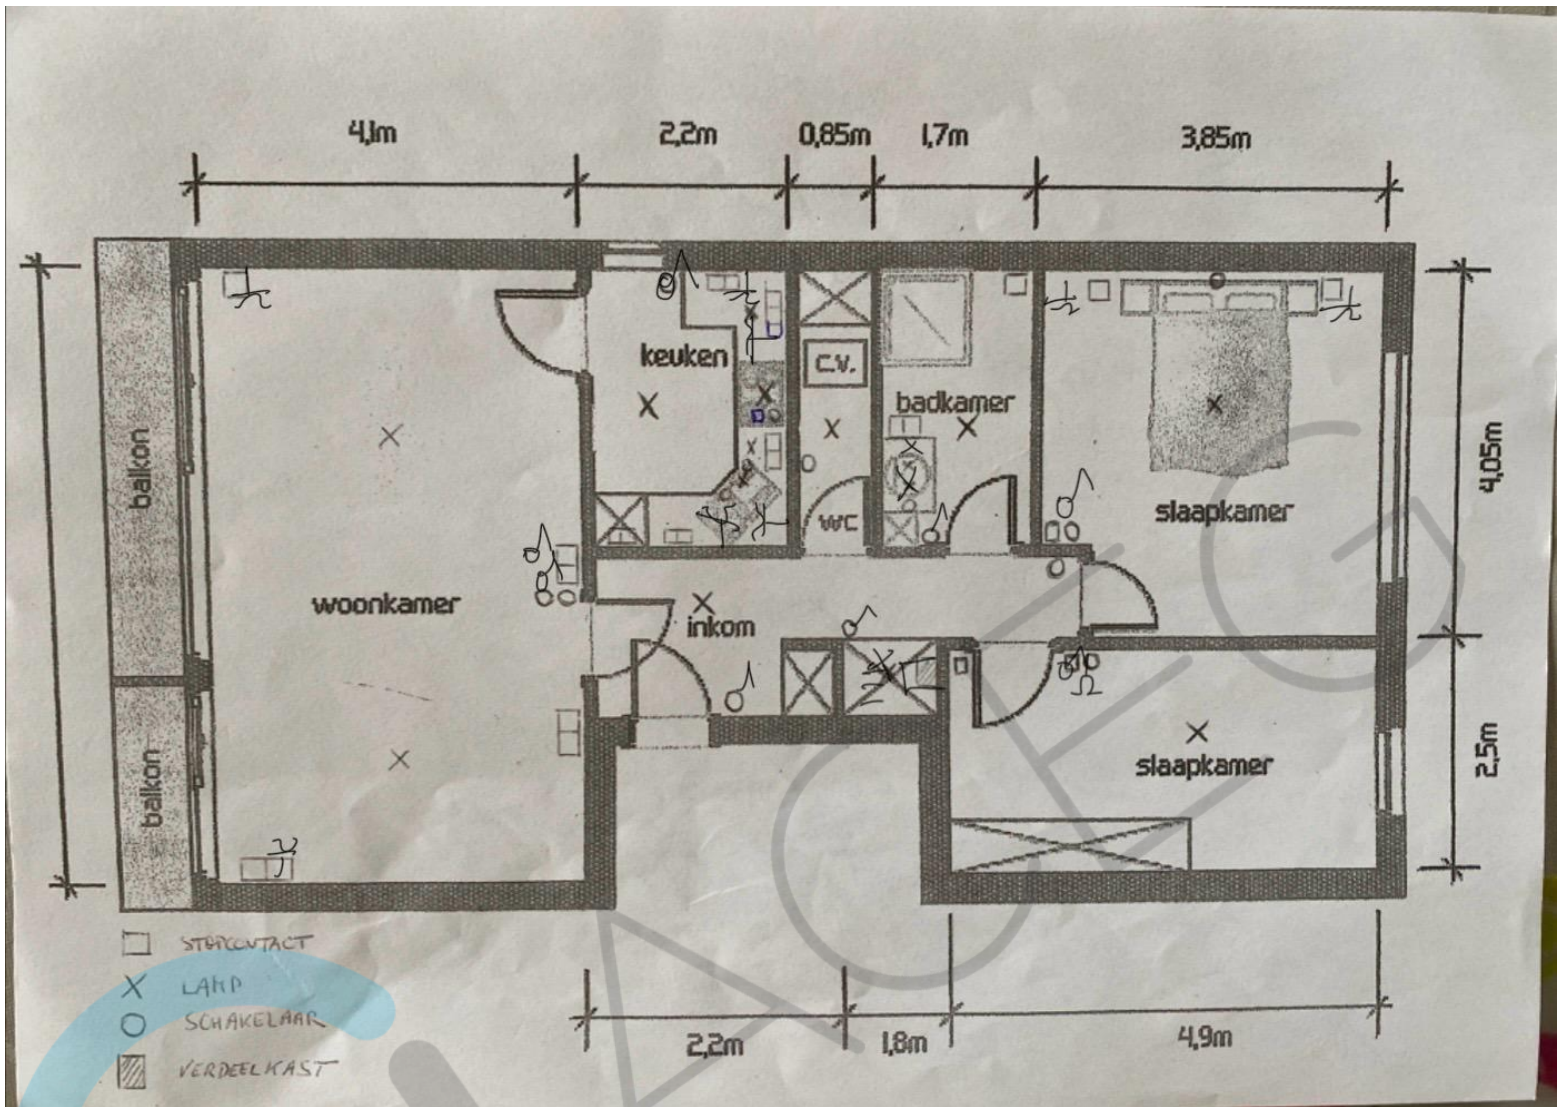 4,1m
2,2m
0,85m
1,7m
3,85m
balkon
keuken
C.V.
badkamer
4,05m
slaapkamer
WC
woonkamer
inkom
2,5m
slaapkamer
balkon
STOPCONTACT
LAMP
SCHAKELAAR
VERDEELKAST
2,2m
1,8m
4,9m